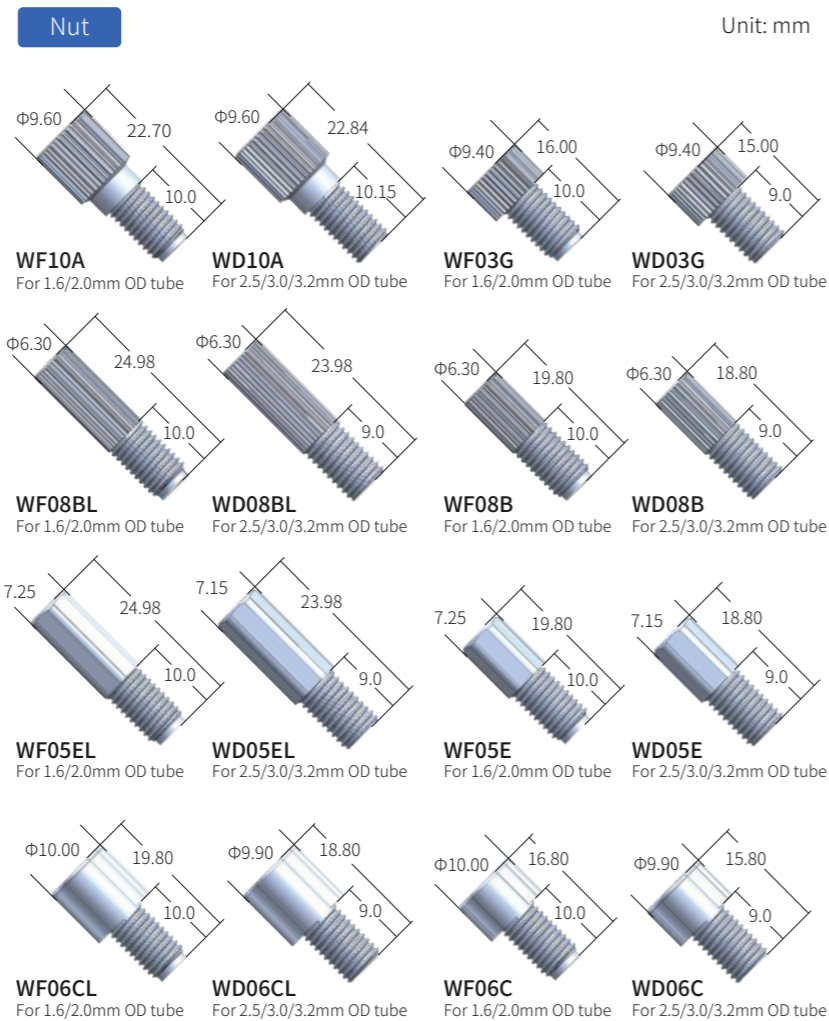 Nut
Unit: mm
Φ9.60
22.70
10.0
WF10A
For 1.6/2.0mm OD tube
Φ9.60
22.84
10.15
WD10A
For 2.5/3.0/3.2mm OD tube
Φ9.40
16.00
10.0
WF03G
For 1.6/2.0mm OD tube
Φ9.40
15.00
9.0
WD03G
For 2.5/3.0/3.2mm OD tube
Φ6.30
24.98
10.0
WF08BL
For 1.6/2.0mm OD tube
Φ6.30
23.98
9.0
WD08BL
For 2.5/3.0/3.2mm OD tube
Φ6.30
19.80
10.0
WF08B
For 1.6/2.0mm OD tube
Φ6.30
18.80
9.0
WD08B
For 2.5/3.0/3.2mm OD tube
7.25
24.98
10.0
WF05EL
For 1.6/2.0mm OD tube
7.15
23.98
9.0
WD05EL
For 2.5/3.0/3.2mm OD tube
7.25
19.80
10.0
WF05E
For 1.6/2.0mm OD tube
7.15
18.80
9.0
WD05E
For 2.5/3.0/3.2mm OD tube
Φ10.00
19.80
10.0
WF06CL
For 1.6/2.0mm OD tube
Φ9.90
18.80
9.0
WD06CL
For 2.5/3.0/3.2mm OD tube
Φ10.00
16.80
10.0
WF06C
For 1.6/2.0mm OD tube
Φ9.90
15.80
9.0
WD06C
For 2.5/3.0/3.2mm OD tube